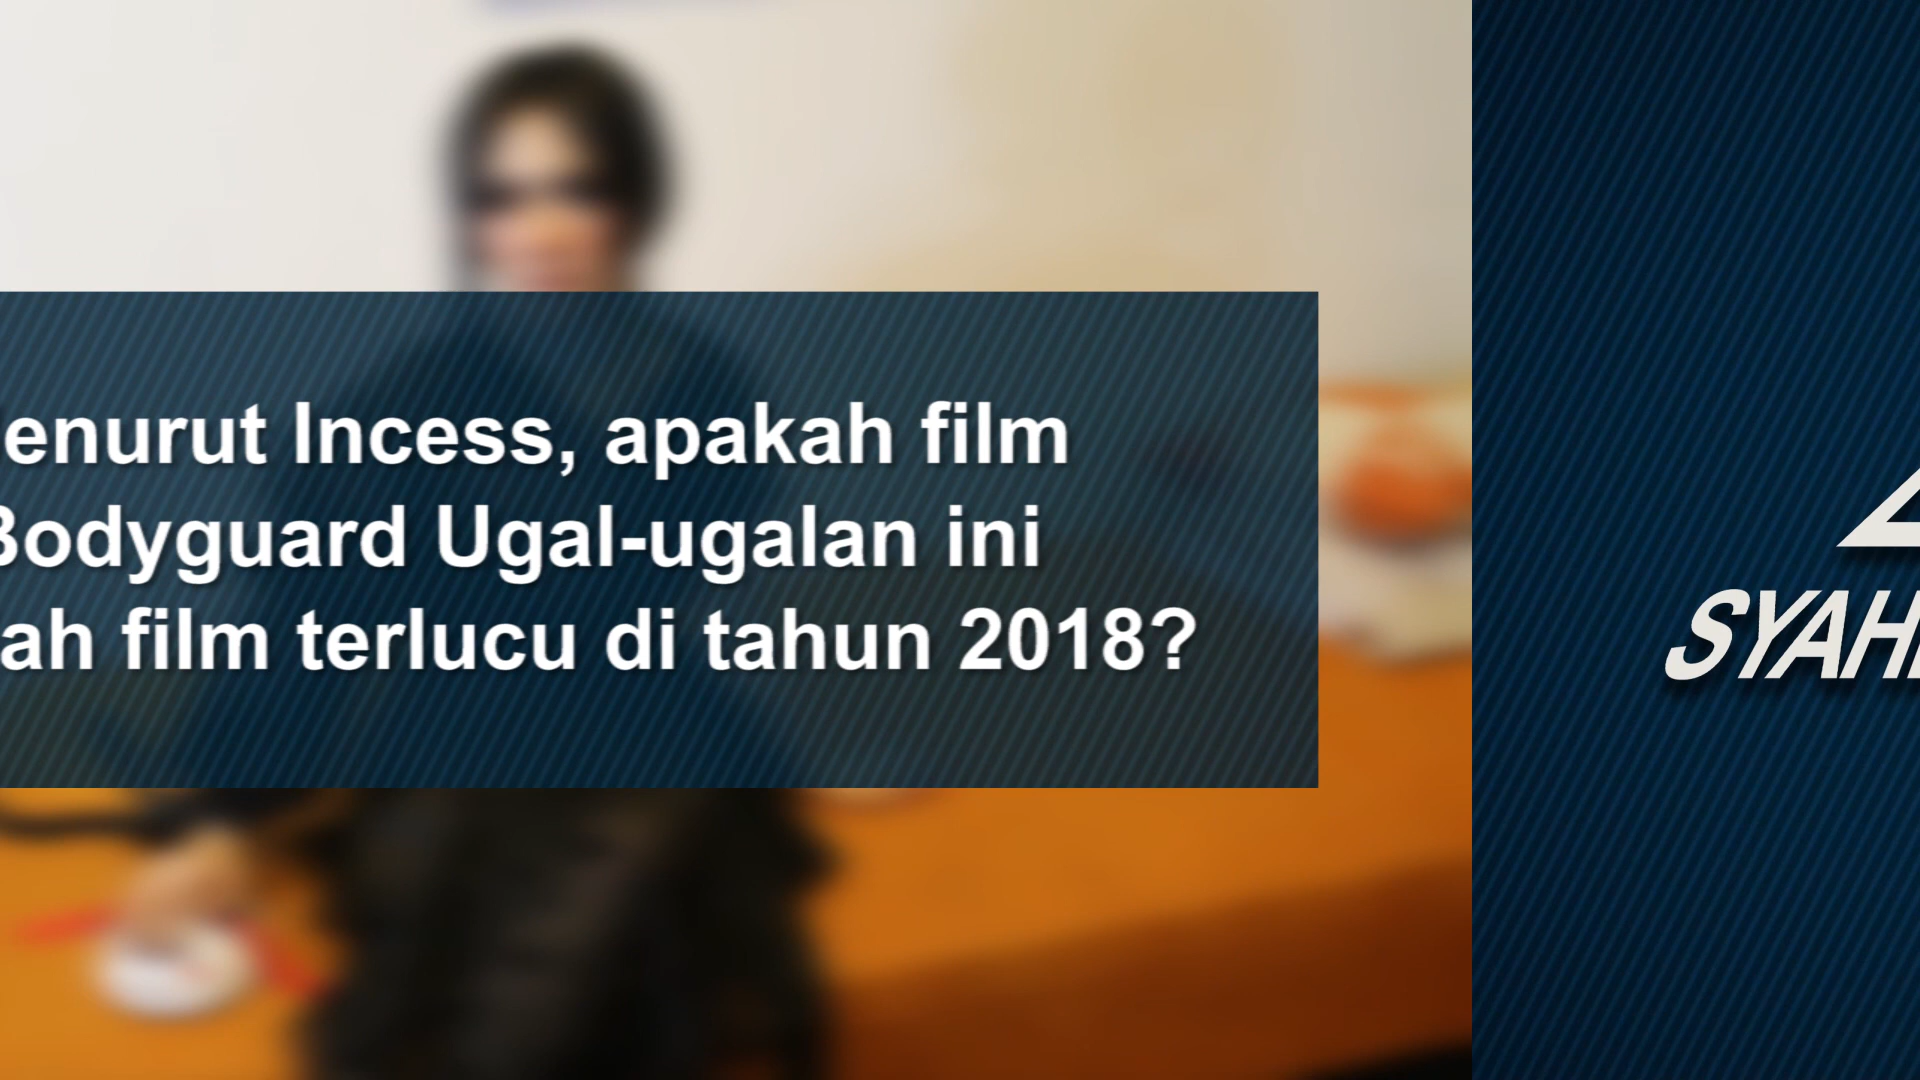 enurut Incess, apakah film
Bodyguard Ugal-ugalan ini
ah film terlucu di tahun 2018?
SYAH